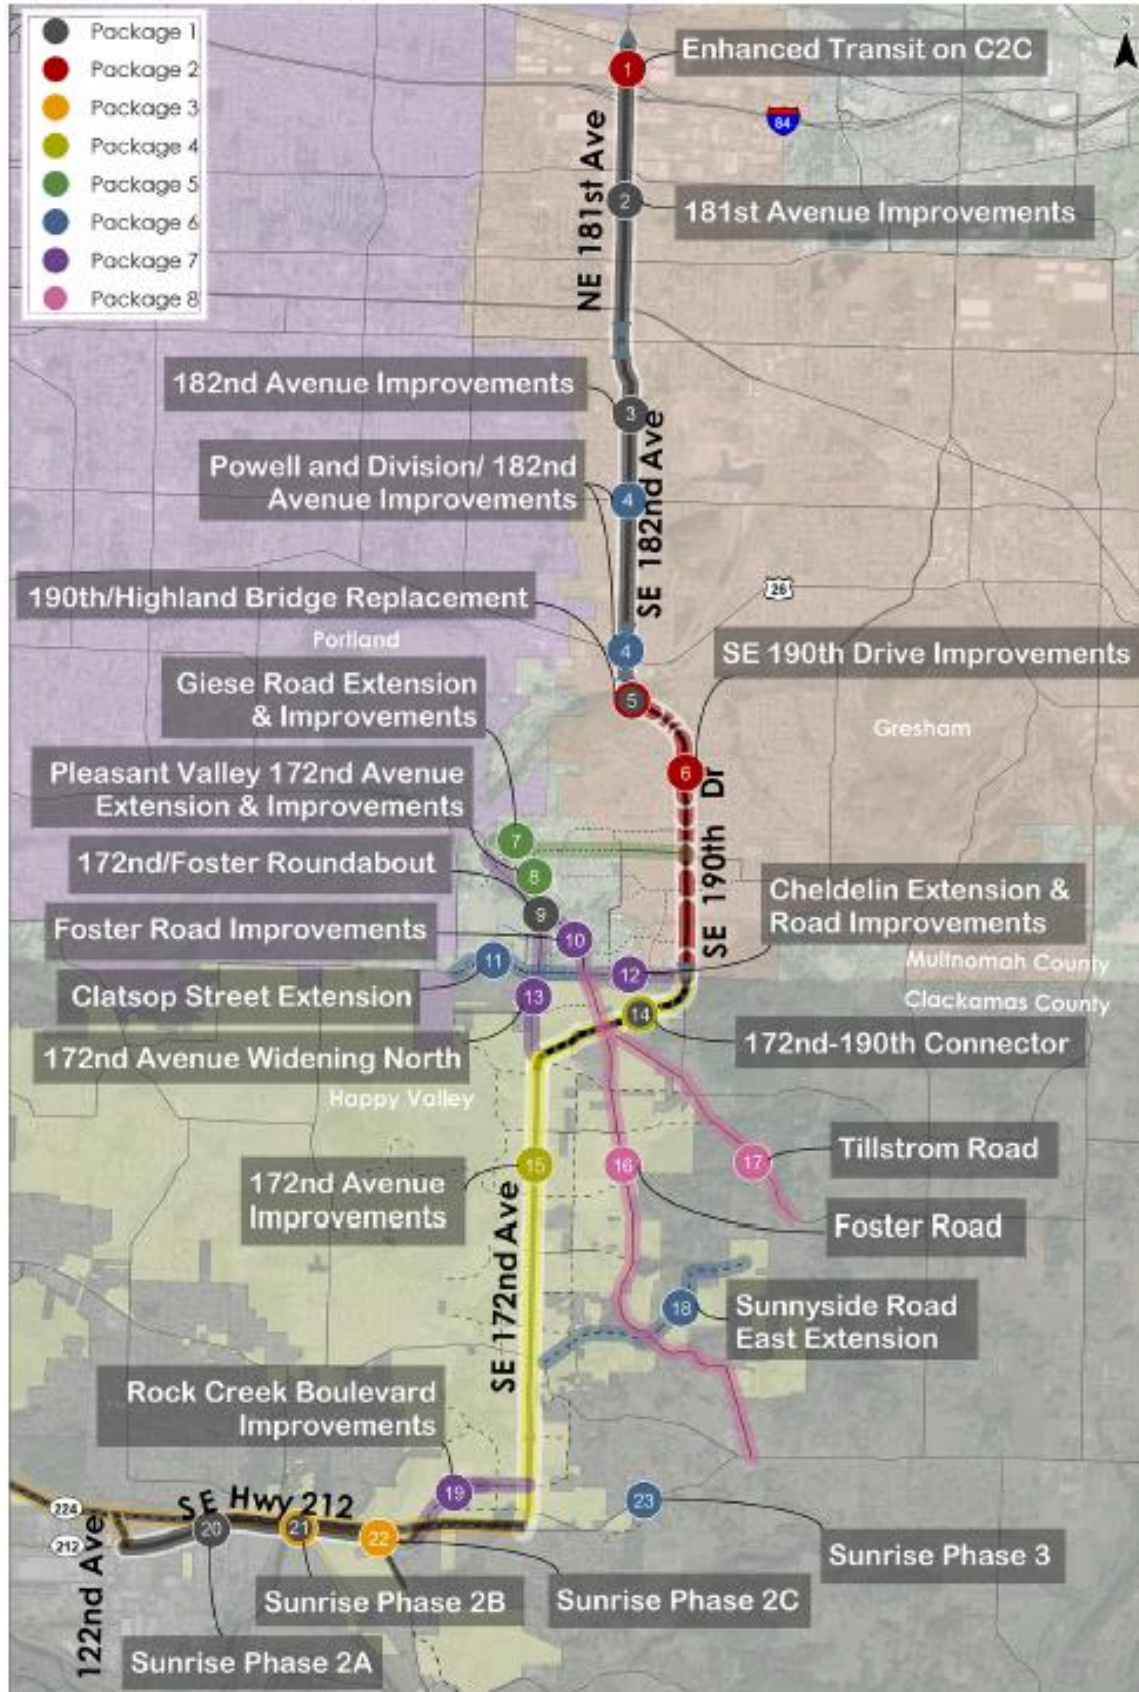 Package 1
Package 2
Package 3
Package 4
Package 5
Package 6
Package 7
Package 8
N
1
Enhanced Transit on C2C
84
NE 181st Ave
2
181st Avenue Improvements
182nd Avenue Improvements
3
Powell and Division/ 182nd
Avenue Improvements
4
SE 182nd Ave
26
190th/Highland Bridge Replacement
Portland
4
SE 190th Drive Improvements
Giese Road Extension
& Improvements
5
Gresham
Pleasant Valley 172nd Avenue
Extension & Improvements
6
SE 190th Dr
7
172nd/Foster Roundabout
8
Cheldelin Extension &
Road Improvements
9
Foster Road Improvements
10
11
12
Multnomah County
Clatsop Street Extension
13
Clackamas County
14
172nd Avenue Widening North
172nd-190th Connector
Happy Valley
15
16
17
Tillstrom Road
172nd Avenue
Improvements
Foster Road
SE 172nd Ave
18
Sunnyside Road
East Extension
Rock Creek Boulevard
Improvements
19
23
224
SE Hwy 212
212
20
21
22
122nd Ave
Sunrise Phase 3
Sunrise Phase 2B
Sunrise Phase 2C
Sunrise Phase 2A